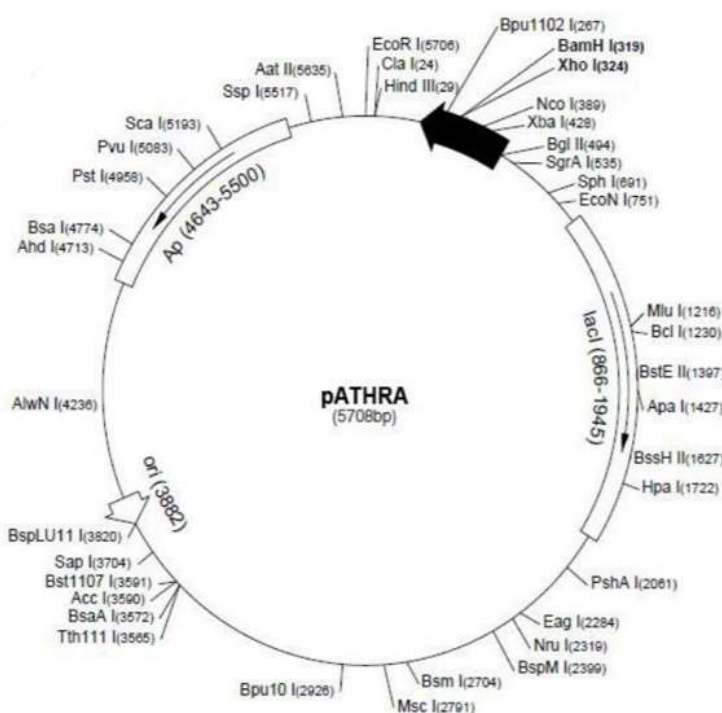 EcoR I(5706)
Cla I(24)
Hind III(29)
Bpu1102 I(267)
BamH I(319)
Xho I(324)
Nco I(389)
Xba I(428)
Bgl II(494)
SgrA I(535)
Sph I(691)
EcoN I(751)
lacI (866-1945)
Mlu I(1216)
Bcl I(1230)
BstE II(1397)
Apa I(1427)
BssH II(1627)
Hpa I(1722)
PshA I(2061)
Eag I(2284)
Nru I(2319)
BspM I(2399)
Bsm I(2704)
Msc I(2791)
Bpu10 I(2926)
Tth111 I(3565)
BsaA I(3572)
Acc I(3590)
Bst1107 I(3591)
Sap I(3704)
BspLU11 I(3820)
ori (3882)
AlwN I(4236)
Ahd I(4713)
Bsa I(4774)
Pst I(4958)
Pvu I(5083)
Sca I(5193)
Ap (4643-5500)
Ssp I(5517)
Aat II(5635)
pATHRA
(5708bp)